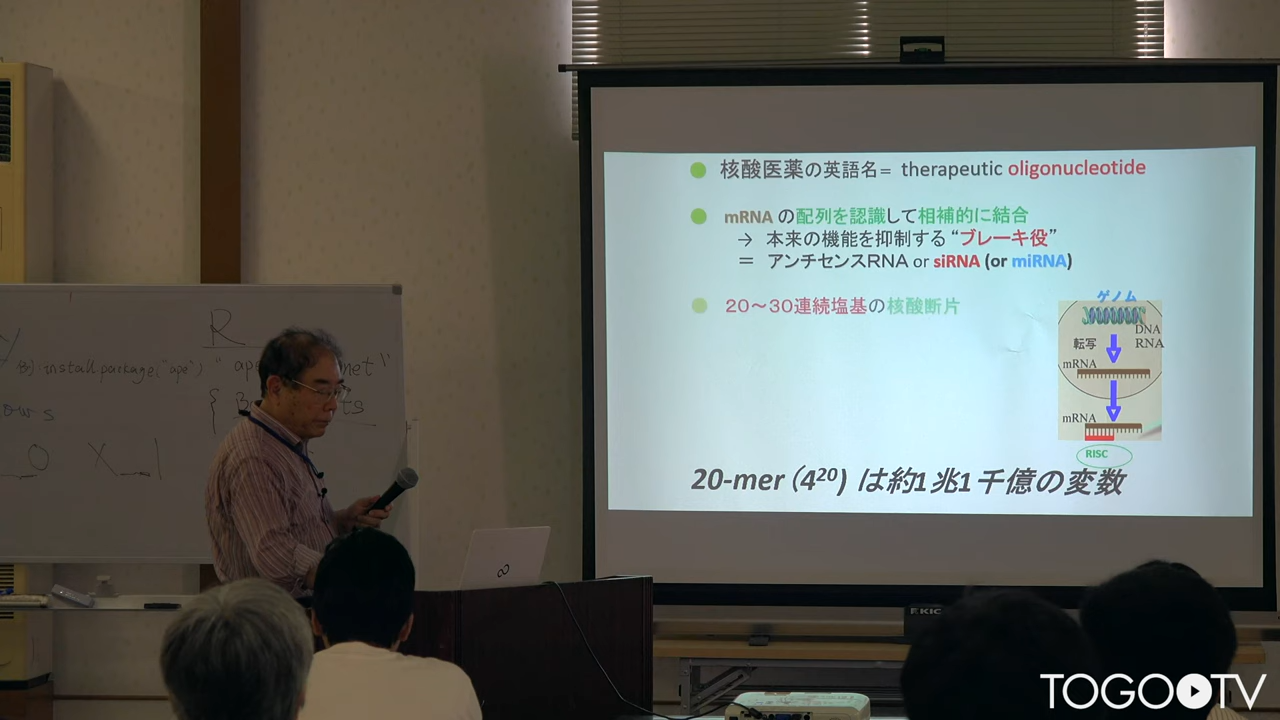 核酸医薬の英語名= therapeutic oligonucleotide
mRNA の配列を認識して相補的に結合
→ 本来の機能を抑制する “ブレーキ役”
= アンチセンスRNA or siRNA (or miRNA)
20～30連続塩基の核酸断片
ゲノム
DNA
転写 RNA
mRNA
mRNA
RISC
20-mer (4²⁰) は約1兆1千億の変数
R
例):install.package("ape")
X_1
TOGOTV